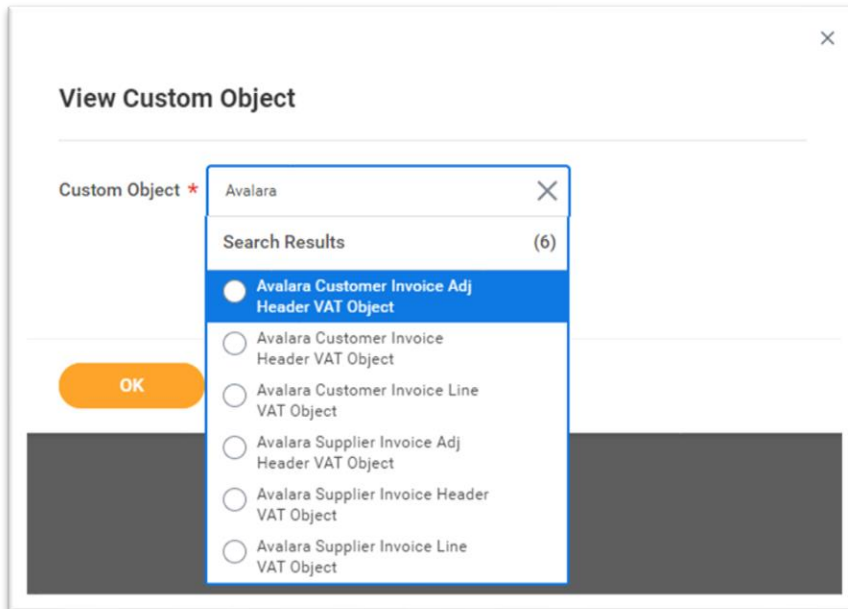 View Custom Object
Custom Object * Avalara
Search Results (6)
Avalara Customer Invoice Adj
Header VAT Object
Avalara Customer Invoice
Header VAT Object
Avalara Customer Invoice Line
VAT Object
Avalara Supplier Invoice Adj
Header VAT Object
Avalara Supplier Invoice Header
VAT Object
Avalara Supplier Invoice Line
VAT Object
OK